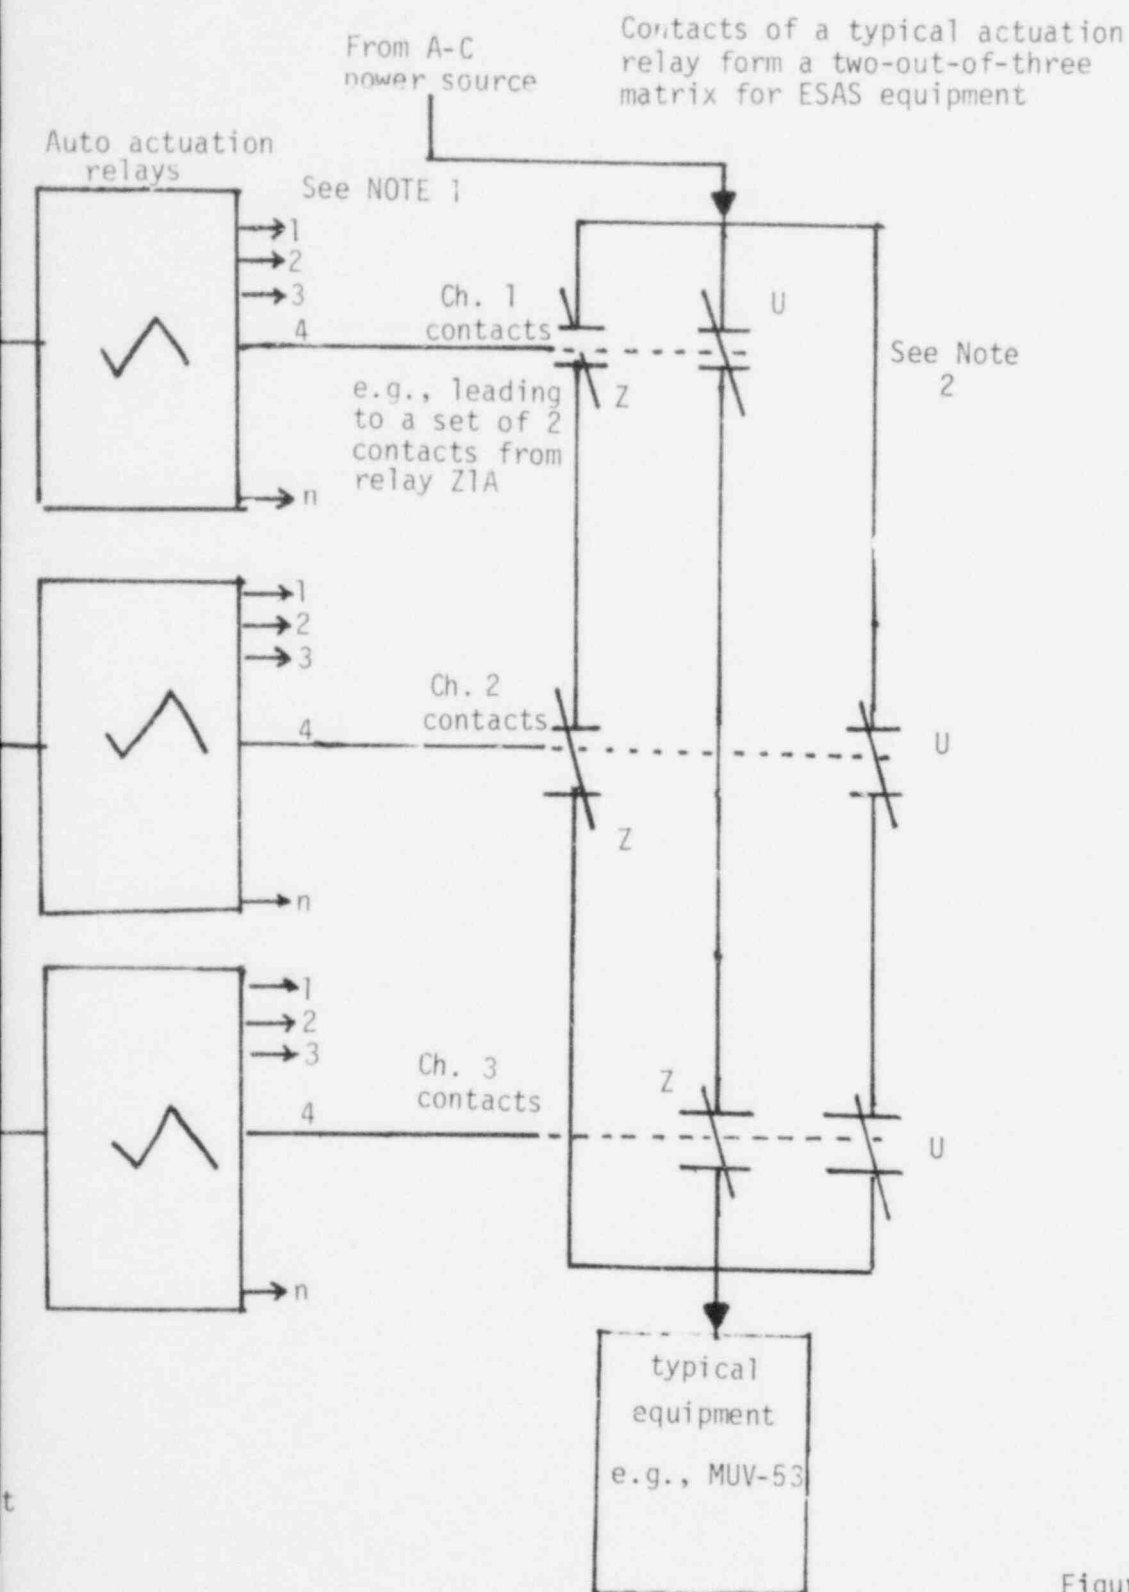 From A-C
power source
Contacts of a typical actuation
relay form a two-out-of-three
matrix for ESAS equipment
Auto actuation
relays
See NOTE 1
1
2
3
4
n
Ch. 1
contacts
e.g., leading
to a set of 2
contacts from
relay Z1A
Z
U
See Note
2
1
2
3
4
n
Ch. 2
contacts
Z
U
1
2
3
4
n
Ch. 3
contacts
Z
U
typical
equipment
e.g., MUV-53
t